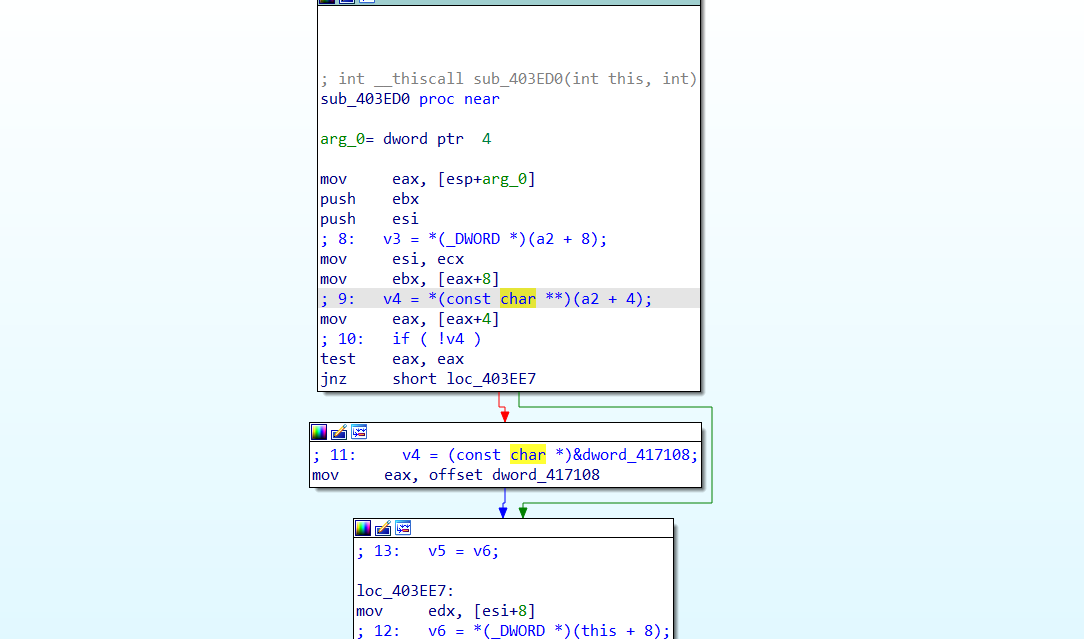 ; int __thiscall sub_403ED0(int this, int)
sub_403ED0 proc near
arg_0= dword ptr  4
mov     eax, [esp+arg_0]
push    ebx
push    esi
; 8:   v3 = *(_DWORD *)(a2 + 8);
mov     esi, ecx
mov     ebx, [eax+8]
; 9:   v4 = *(const char **)(a2 + 4);
mov     eax, [eax+4]
; 10:   if ( !v4 )
test    eax, eax
jnz     short loc_403EE7
; 11:     v4 = (const char *)&dword_417108;
mov     eax, offset dword_417108
; 13:   v5 = v6;
loc_403EE7:
mov     edx, [esi+8]
; 12:   v6 = *(_DWORD *)(this + 8);